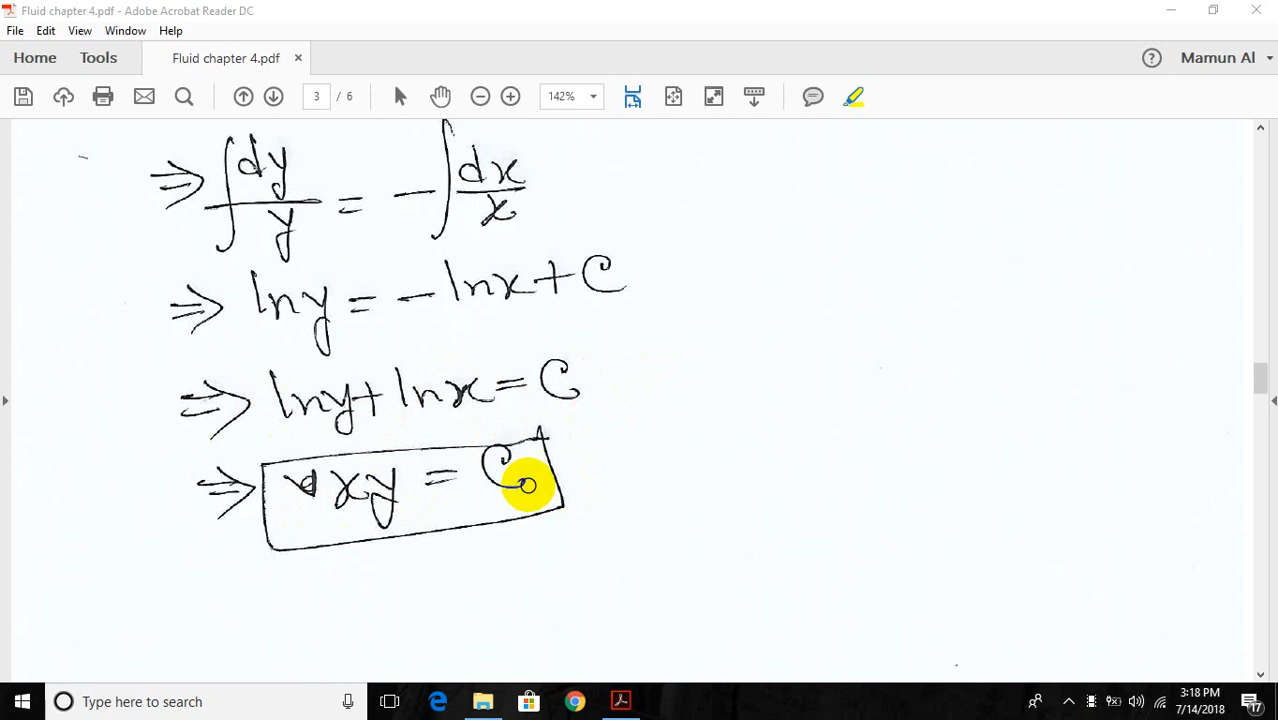 Fluid chapter 4.pdf - Adobe Acrobat Reader DC
File Edit View Window Help
Home Tools Fluid chapter 4.pdf × Mamun Al
3 / 6 142%
⇒ ∫dy/y = -∫dx/x
⇒ lny = -lnx + C
⇒ lny + lnx = C
⇒ xy = C
Type here to search
3:18 PM
7/14/2018
17